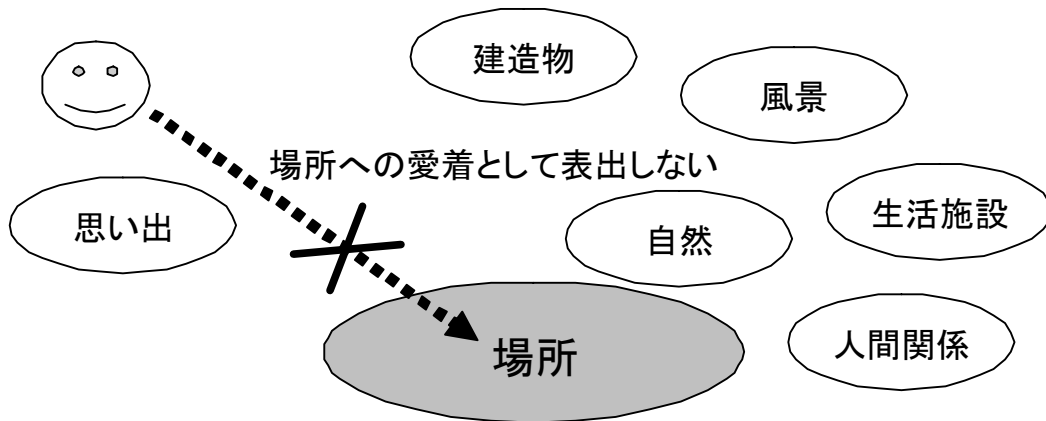 建造物
風景
場所への愛着として表出しない
思い出
自然
生活施設
場所
人間関係